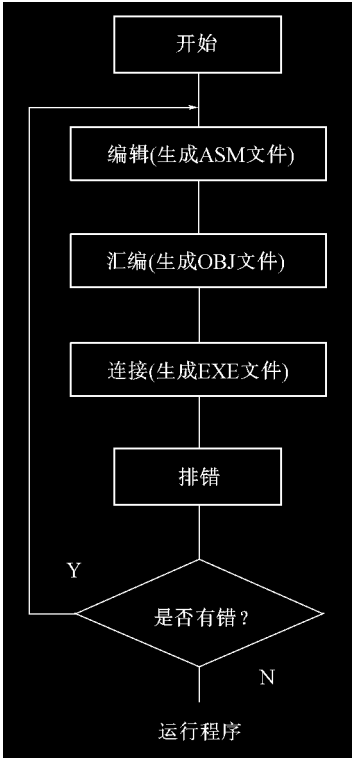 开始
编辑(生成ASM文件)
汇编(生成OBJ文件)
连接(生成EXE文件)
排错
Y
是否有错?
N
运行程序